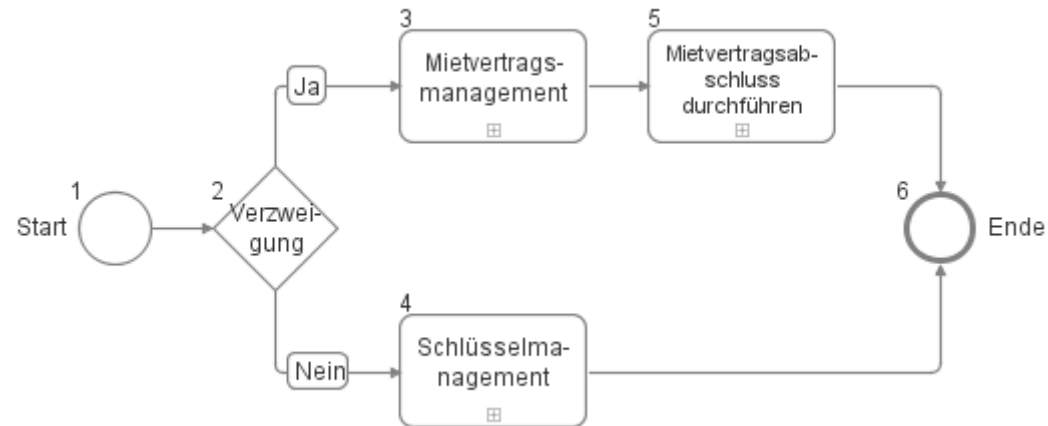 3
Mietvertrags-
management
5
Mietvertragsab-
schluss
durchführen
Ja
1
Start
2
Verzwei-
gung
6
Ende
4
Schlüsselma-
nagement
Nein